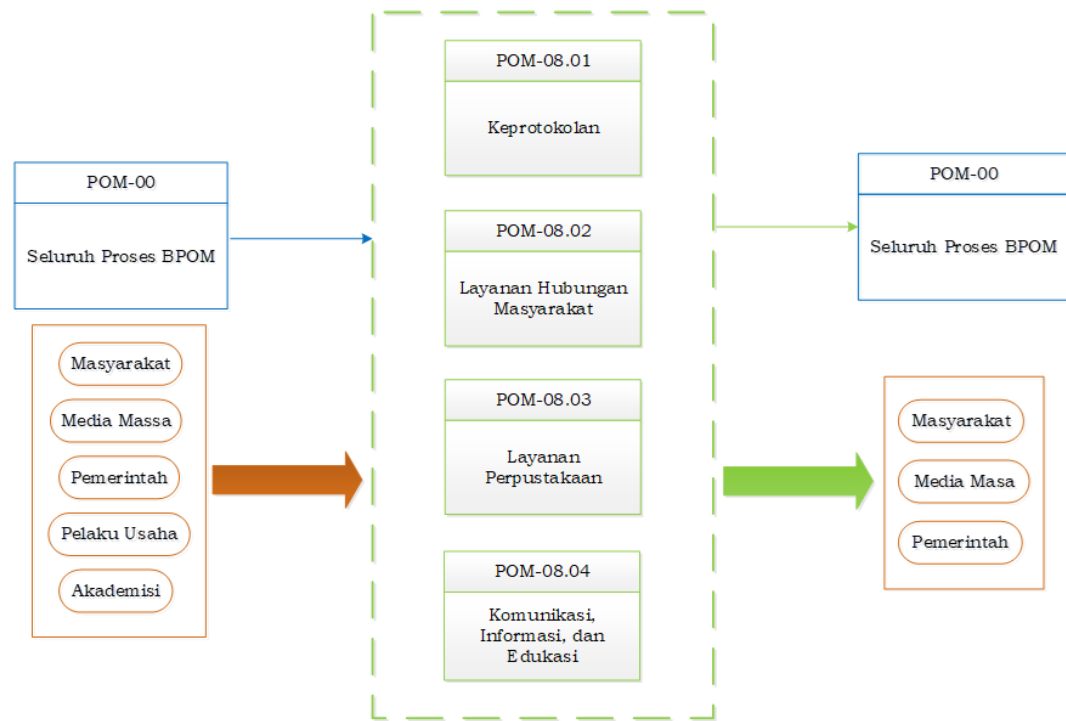 POM-00
Seluruh Proses BPOM
Masyarakat
Media Massa
Pemerintah
Pelaku Usaha
Akademisi
POM-08.01
Keprotokolan
POM-08.02
Layanan Hubungan
Masyarakat
POM-08.03
Layanan
Perpustakaan
POM-08.04
Komunikasi,
Informasi, dan
Edukasi
POM-00
Seluruh Proses BPOM
Masyarakat
Media Masa
Pemerintah